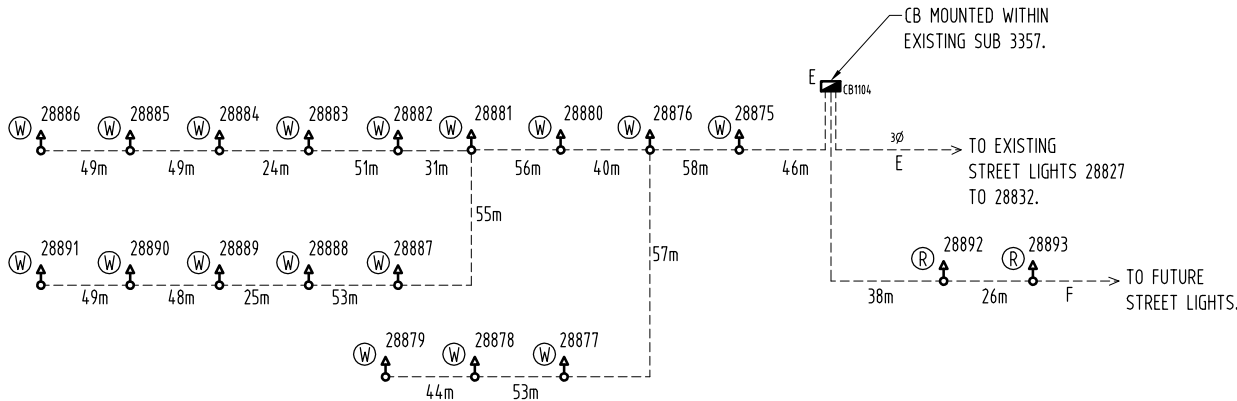 CB MOUNTED WITHIN
EXISTING SUB 3357.
E
CB1104
28886 28885 28884 28883 28882 28881 28880 28876 28875
W W W W W W W W W
3Ø
49m 49m 24m 51m 31m 56m 40m 58m 46m
E
TO EXISTING
STREET LIGHTS 28827
TO 28832.
55m
57m
28891 28890 28889 28888 28887
W W W W W
49m 48m 25m 53m
28892 28893
R R
38m 26m F
TO FUTURE
STREET LIGHTS.
28879 28878 28877
W W W
44m 53m